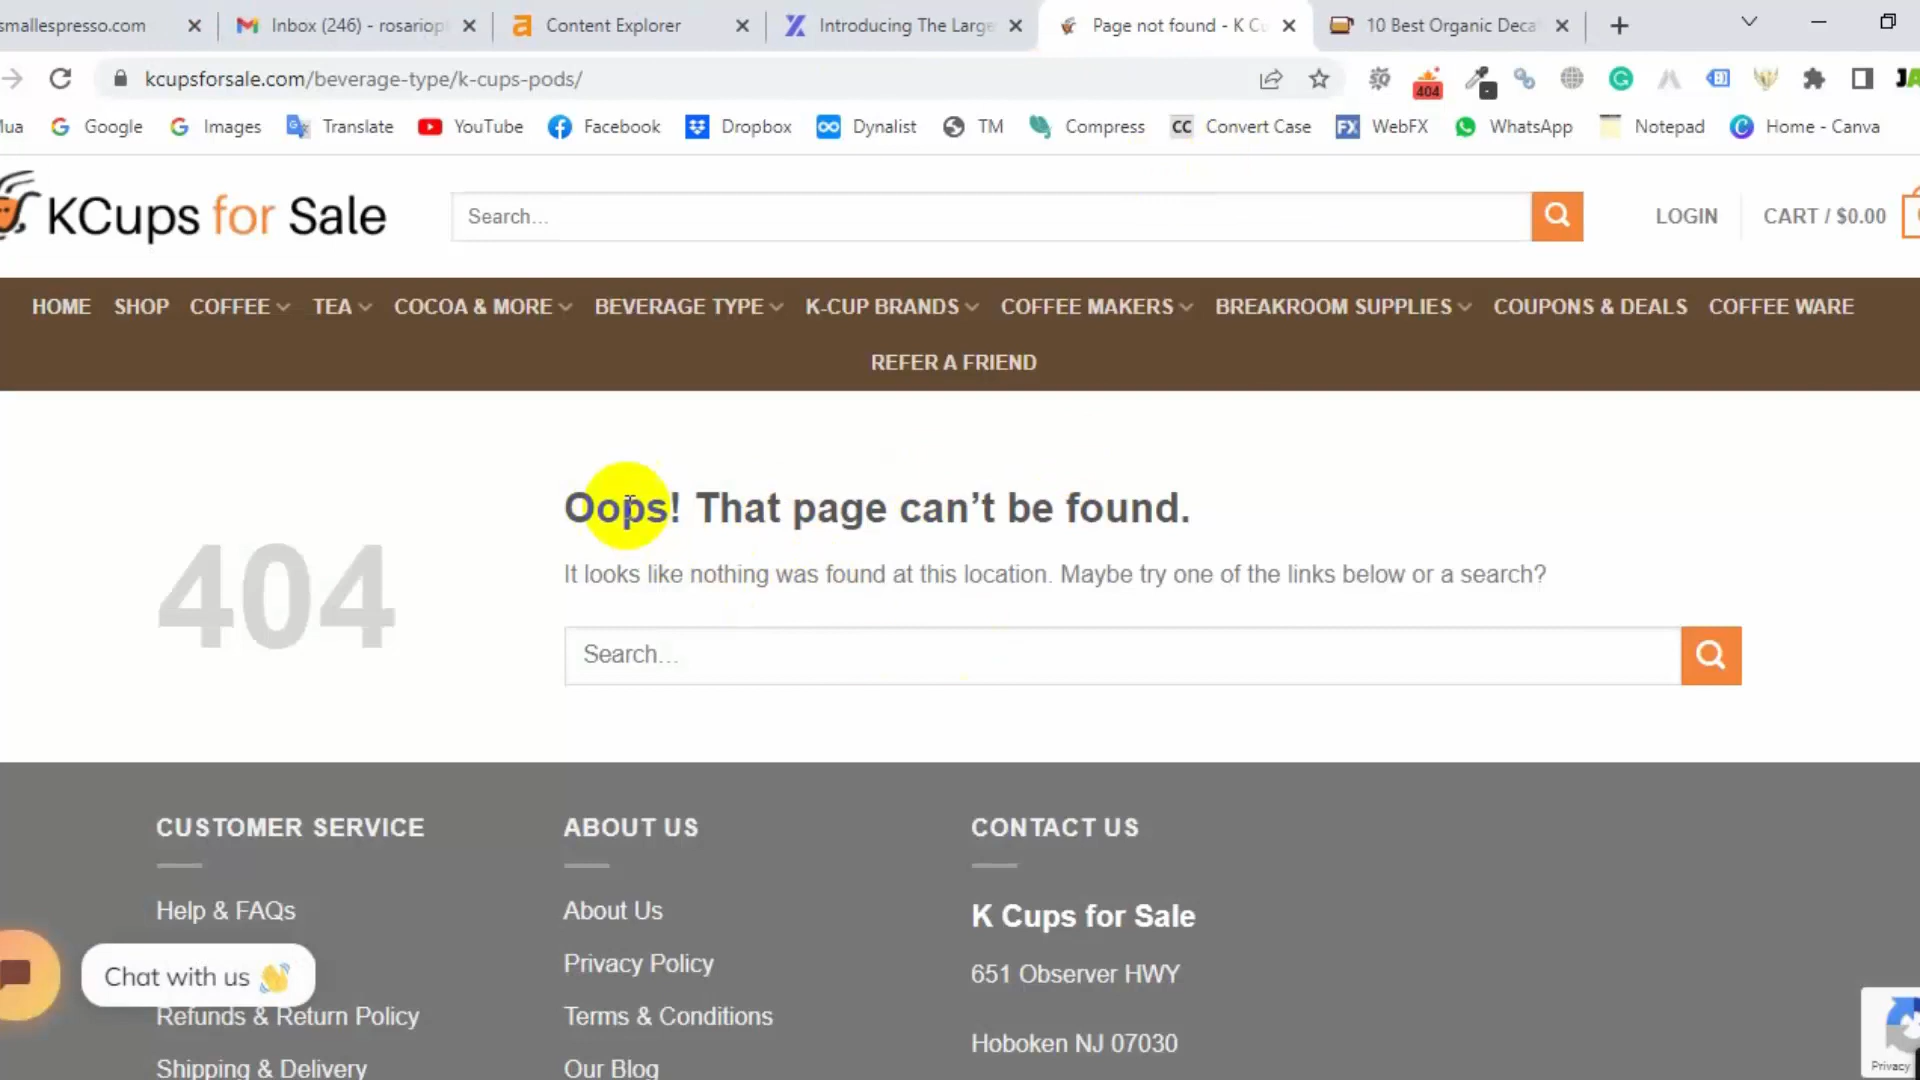 smallespresso.com
Inbox (246) - rosariopt
Content Explorer
Introducing The Large
Page not found - K Cu
10 Best Organic Deca
kcupsforsale.com/beverage-type/k-cups-pods/
404
Mua
Google
Images
Translate
YouTube
Facebook
Dropbox
Dynalist
TM
Compress
CC Convert Case
FX WebFX
WhatsApp
Notepad
Home - Canva
KCups for Sale
Search...
LOGIN
CART / $0.00
HOME SHOP COFFEE TEA COCOA & MORE BEVERAGE TYPE K-CUP BRANDS COFFEE MAKERS BREAKROOM SUPPLIES COUPONS & DEALS COFFEE WARE
REFER A FRIEND
404
Oops! That page can’t be found.
It looks like nothing was found at this location. Maybe try one of the links below or a search?
Search...
CUSTOMER SERVICE
Help & FAQs
Chat with us 👋
Refunds & Return Policy
Shipping & Delivery
ABOUT US
About Us
Privacy Policy
Terms & Conditions
Our Blog
CONTACT US
K Cups for Sale
651 Observer HWY
Hoboken NJ 07030
Privacy